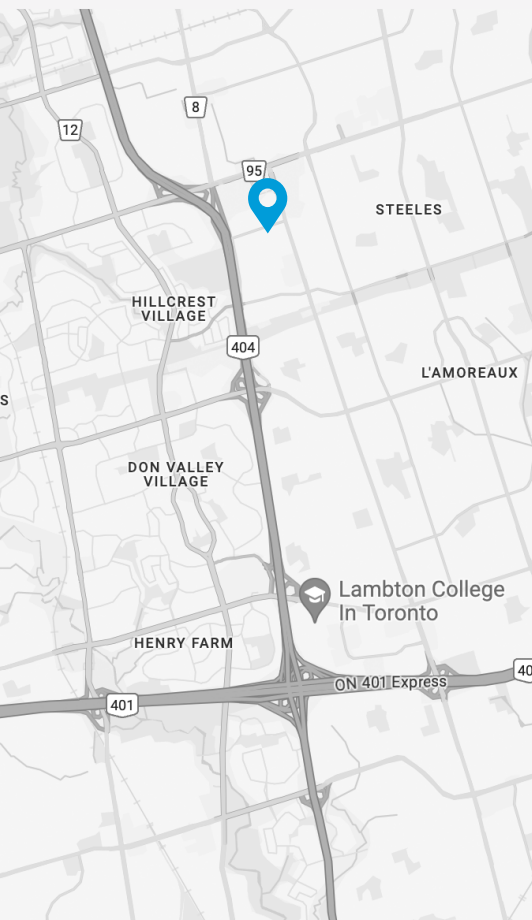 8
12
95
STEELES
HILLCREST
VILLAGE
404
L'AMOREAUX
S
DON VALLEY
VILLAGE
Lambton College
In Toronto
HENRY FARM
ON 401 Express
40
401